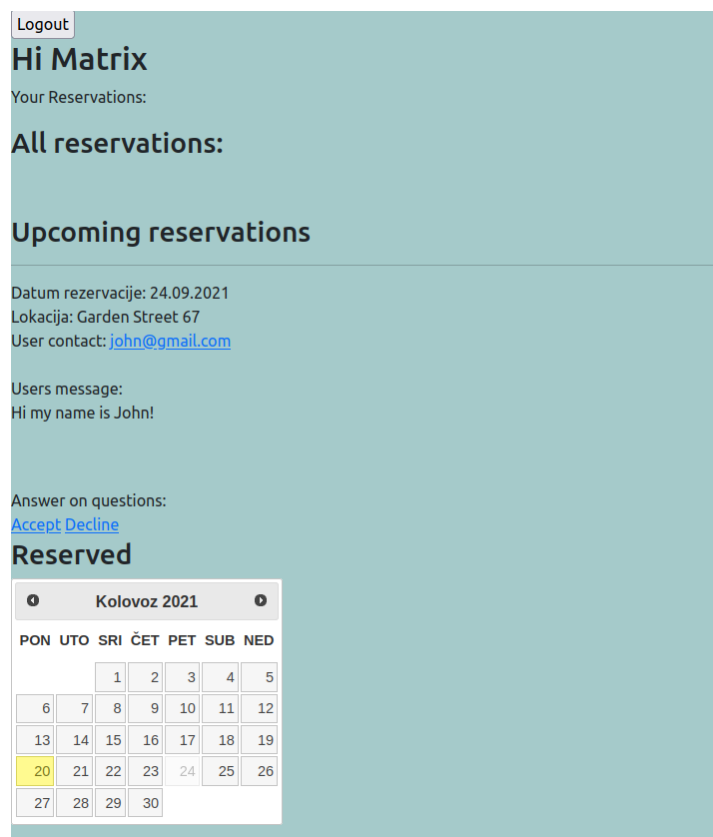 Logout
Hi Matrix
Your Reservations:
All reservations:
Upcoming reservations
Datum rezervacije: 24.09.2021
Lokacija: Garden Street 67
User contact: john@gmail.com
Users message:
Hi my name is John!
Answer on questions:
Accept Decline
Reserved
Kolovoz 2021
PON UTO SRI ČET PET SUB NED
1 2 3 4 5
6 7 8 9 10 11 12
13 14 15 16 17 18 19
20 21 22 23 24 25 26
27 28 29 30